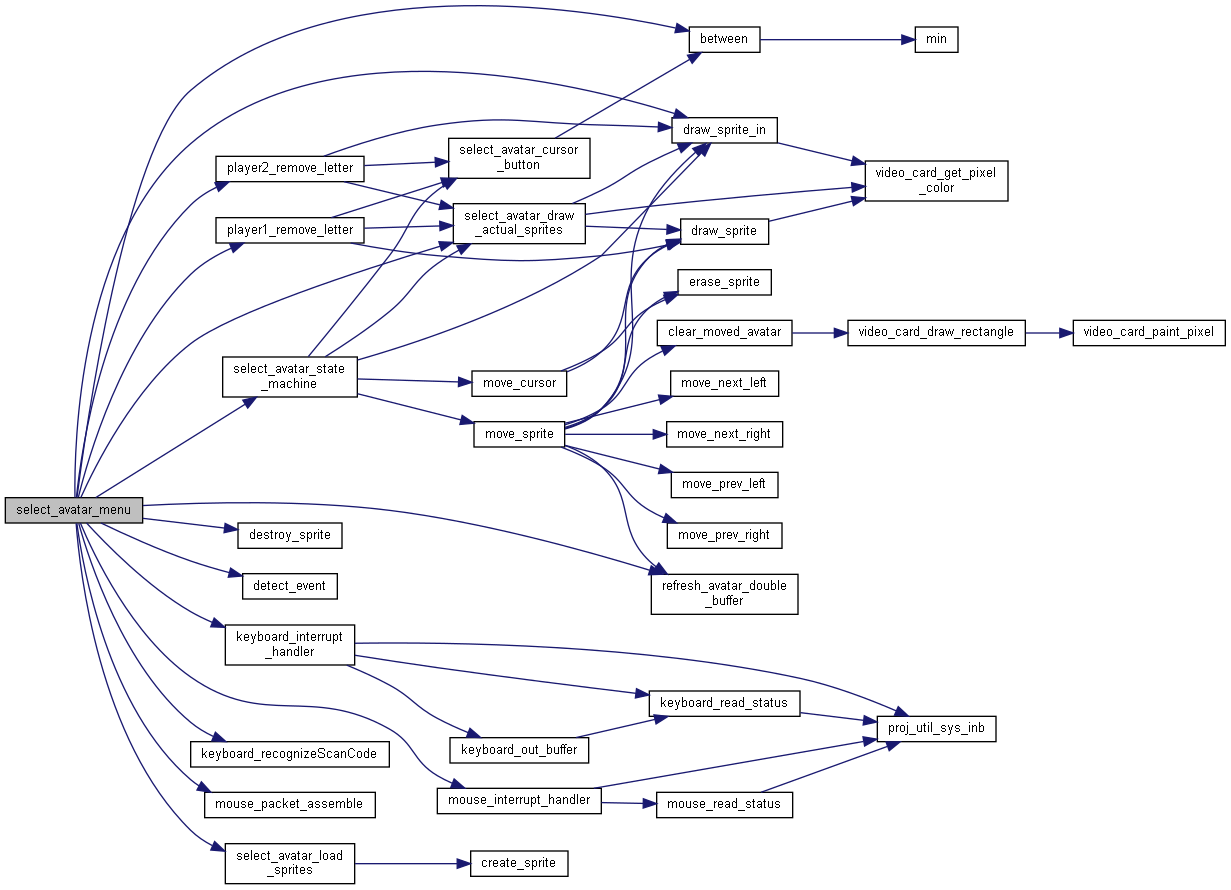 between
min
draw_sprite_in
select_avatar_cursor
_button
player2_remove_letter
video_card_get_pixel
_color
select_avatar_draw
_actual_sprites
player1_remove_letter
draw_sprite
erase_sprite
clear_moved_avatar
video_card_draw_rectangle
video_card_paint_pixel
select_avatar_state
_machine
move_cursor
move_next_left
move_sprite
move_next_right
move_prev_left
select_avatar_menu
destroy_sprite
move_prev_right
detect_event
refresh_avatar_double
_buffer
keyboard_interrupt
_handler
keyboard_read_status
proj_util_sys_inb
keyboard_recognizeScanCode
keyboard_out_buffer
mouse_packet_assemble
mouse_interrupt_handler
mouse_read_status
select_avatar_load
_sprites
create_sprite